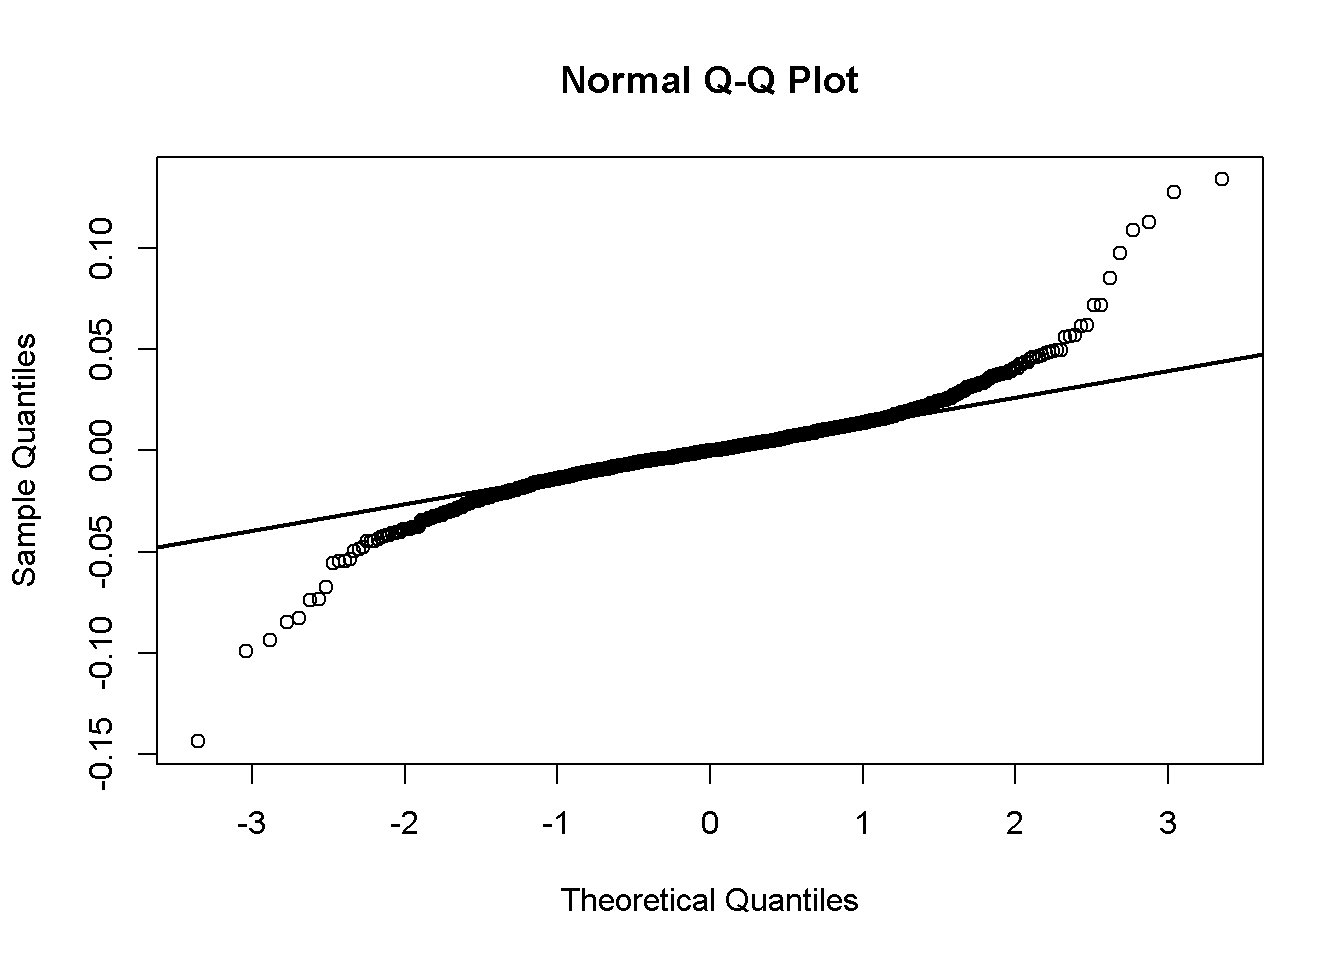 Normal Q-Q Plot
Sample Quantiles
0.10
0.05
0.00
-0.05
-0.10
-0.15
-3 -2 -1 0 1 2 3
Theoretical Quantiles